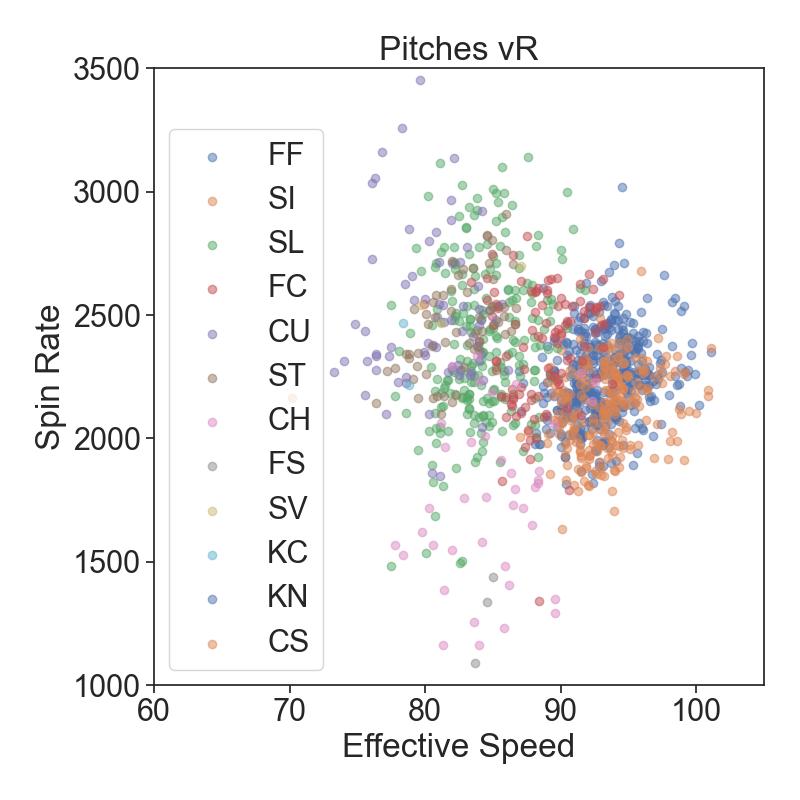 Pitches vR
3500
3000
2500
2000
1500
1000
Spin Rate
FF
SI
SL
FC
CU
ST
CH
FS
SV
KC
KN
CS
60 70 80 90 100
Effective Speed